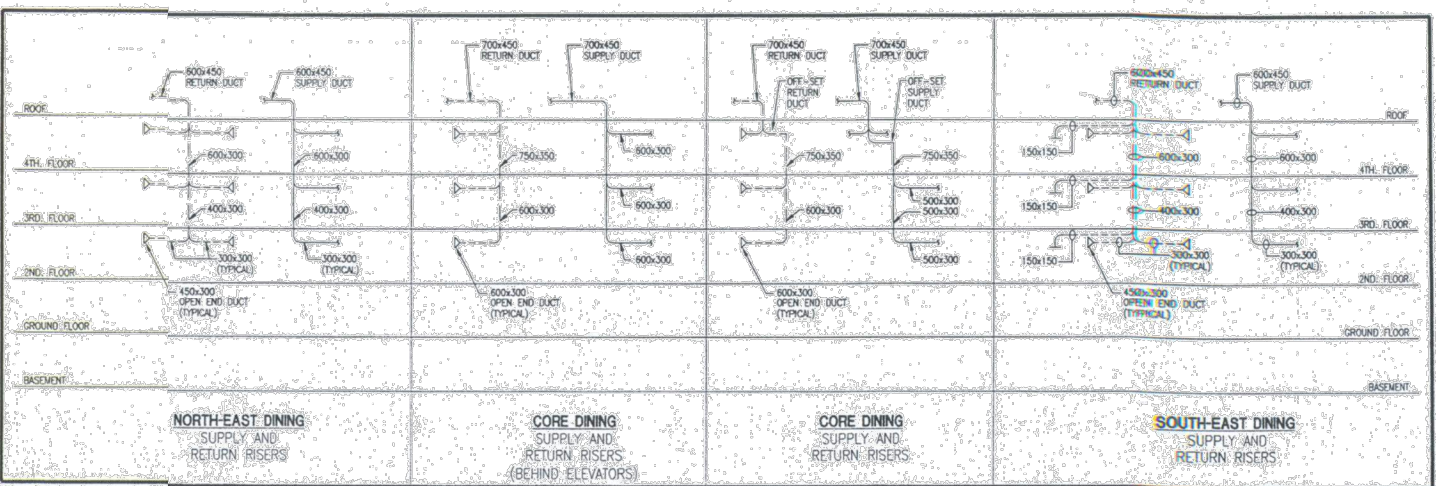 ROOF
4TH. FLOOR
3RD. FLOOR
2ND. FLOOR
GROUND FLOOR
BASEMENT
600x450
RETURN DUCT
600x450
SUPPLY DUCT
600x300
600x300
400x300
400x300
300x300
(TYPICAL)
300x300
(TYPICAL)
450x300
OPEN END DUCT
(TYPICAL)
NORTH-EAST DINING
SUPPLY AND
RETURN RISERS
700x450
RETURN DUCT
700x450
SUPPLY DUCT
750x350
600x300
600x300
600x300
600x300
600x300
OPEN END DUCT
(TYPICAL)
CORE DINING
SUPPLY AND
RETURN RISERS
(BEHIND ELEVATORS)
700x450
RETURN DUCT
700x450
SUPPLY DUCT
OFF-SET
RETURN
DUCT
OFF-SET
SUPPLY
DUCT
750x350
750x350
600x300
500x300
500x300
500x300
600x300
OPEN END DUCT
(TYPICAL)
CORE DINING
SUPPLY AND
RETURN RISERS
600x450
RETURN DUCT
600x450
SUPPLY DUCT
150x150
600x300
600x300
150x150
400x300
400x300
150x150
300x300
(TYPICAL)
300x300
(TYPICAL)
450x300
OPEN END DUCT
(TYPICAL)
SOUTH-EAST DINING
SUPPLY AND
RETURN RISERS
ROOF
4TH. FLOOR
3RD. FLOOR
2ND. FLOOR
GROUND FLOOR
BASEMENT